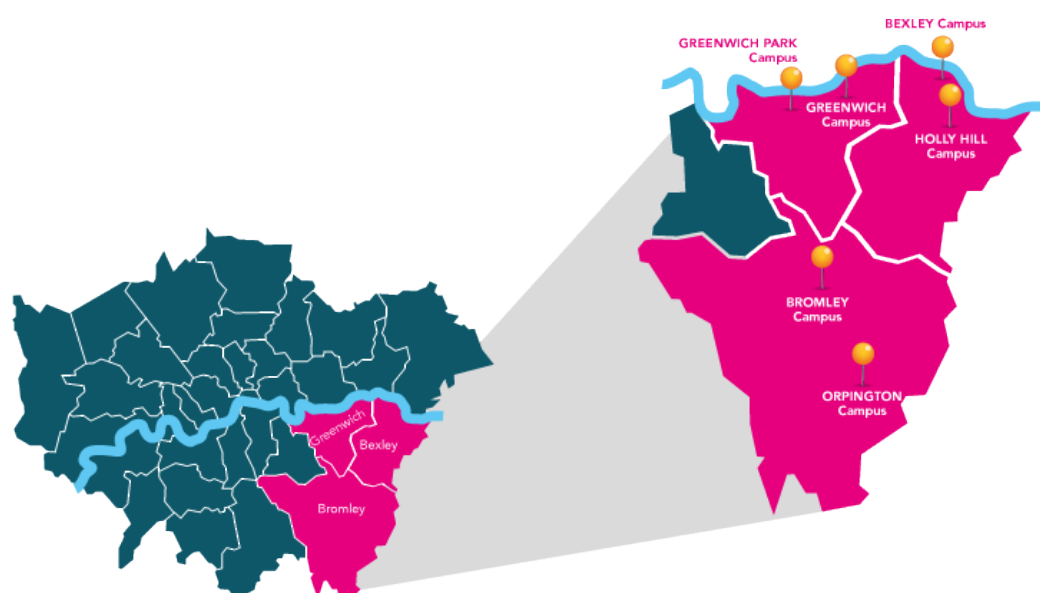 BEXLEY Campus
GREENWICH PARK
Campus
GREENWICH
Campus
HOLLY HILL
Campus
BROMLEY
Campus
ORPINGTON
Campus
Greenwich
Bexley
Bromley